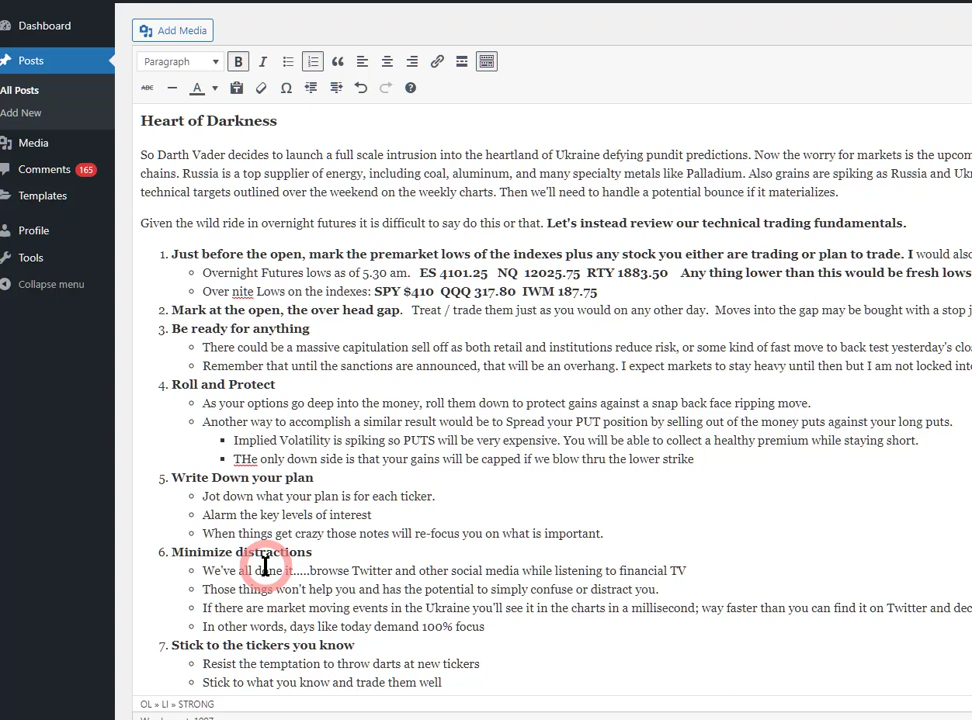 Dashboard
Posts
All Posts
Add New
Media
Comments 165
Templates
Profile
Tools
Collapse menu
Add Media
Paragraph
B I
ABC A
Heart of Darkness
So Darth Vader decides to launch a full scale intrusion into the heartland of Ukraine defying pundit predictions. Now the worry for markets is the upcom
chains. Russia is a top supplier of energy, including coal, aluminum, and many specialty metals like Palladium. Also grains are spiking as Russia and Ukr
technical targets outlined over the weekend on the weekly charts. Then we'll need to handle a potential bounce if it materializes.
Given the wild ride in overnight futures it is difficult to say do this or that. Let's instead review our technical trading fundamentals.
1. Just before the open, mark the premarket lows of the indexes plus any stock you either are trading or plan to trade. I would also
Overnight Futures lows as of 5.30 am. ES 4101.25 NQ 12025.75 RTY 1883.50 Any thing lower than this would be fresh lows
Over nite Lows on the indexes: SPY $410 QQQ 317.80 IWM 187.75
2. Mark at the open, the over head gap. Treat / trade them just as you would on any other day. Moves into the gap may be bought with a stop j
3. Be ready for anything
There could be a massive capitulation sell off as both retail and institutions reduce risk, or some kind of fast move to back test yesterday's clo
Remember that until the sanctions are announced, that will be an overhang. I expect markets to stay heavy until then but I am not locked into
4. Roll and Protect
As your options go deep into the money, roll them down to protect gains against a snap back face ripping move.
Another way to accomplish a similar result would be to Spread your PUT position by selling out of the money puts against your long puts.
Implied Volatility is spiking so PUTS will be very expensive. You will be able to collect a healthy premium while staying short.
THe only down side is that your gains will be capped if we blow thru the lower strike
5. Write Down your plan
Jot down what your plan is for each ticker.
Alarm the key levels of interest
When things get crazy those notes will re-focus you on what is important.
6. Minimize distractions
We've all done it.....browse Twitter and other social media while listening to financial TV
Those things won't help you and has the potential to simply confuse or distract you.
If there are market moving events in the Ukraine you'll see it in the charts in a millisecond; way faster than you can find it on Twitter and dec
In other words, days like today demand 100% focus
7. Stick to the tickers you know
Resist the temptation to throw darts at new tickers
Stick to what you know and trade them well
OL » LI » STRONG